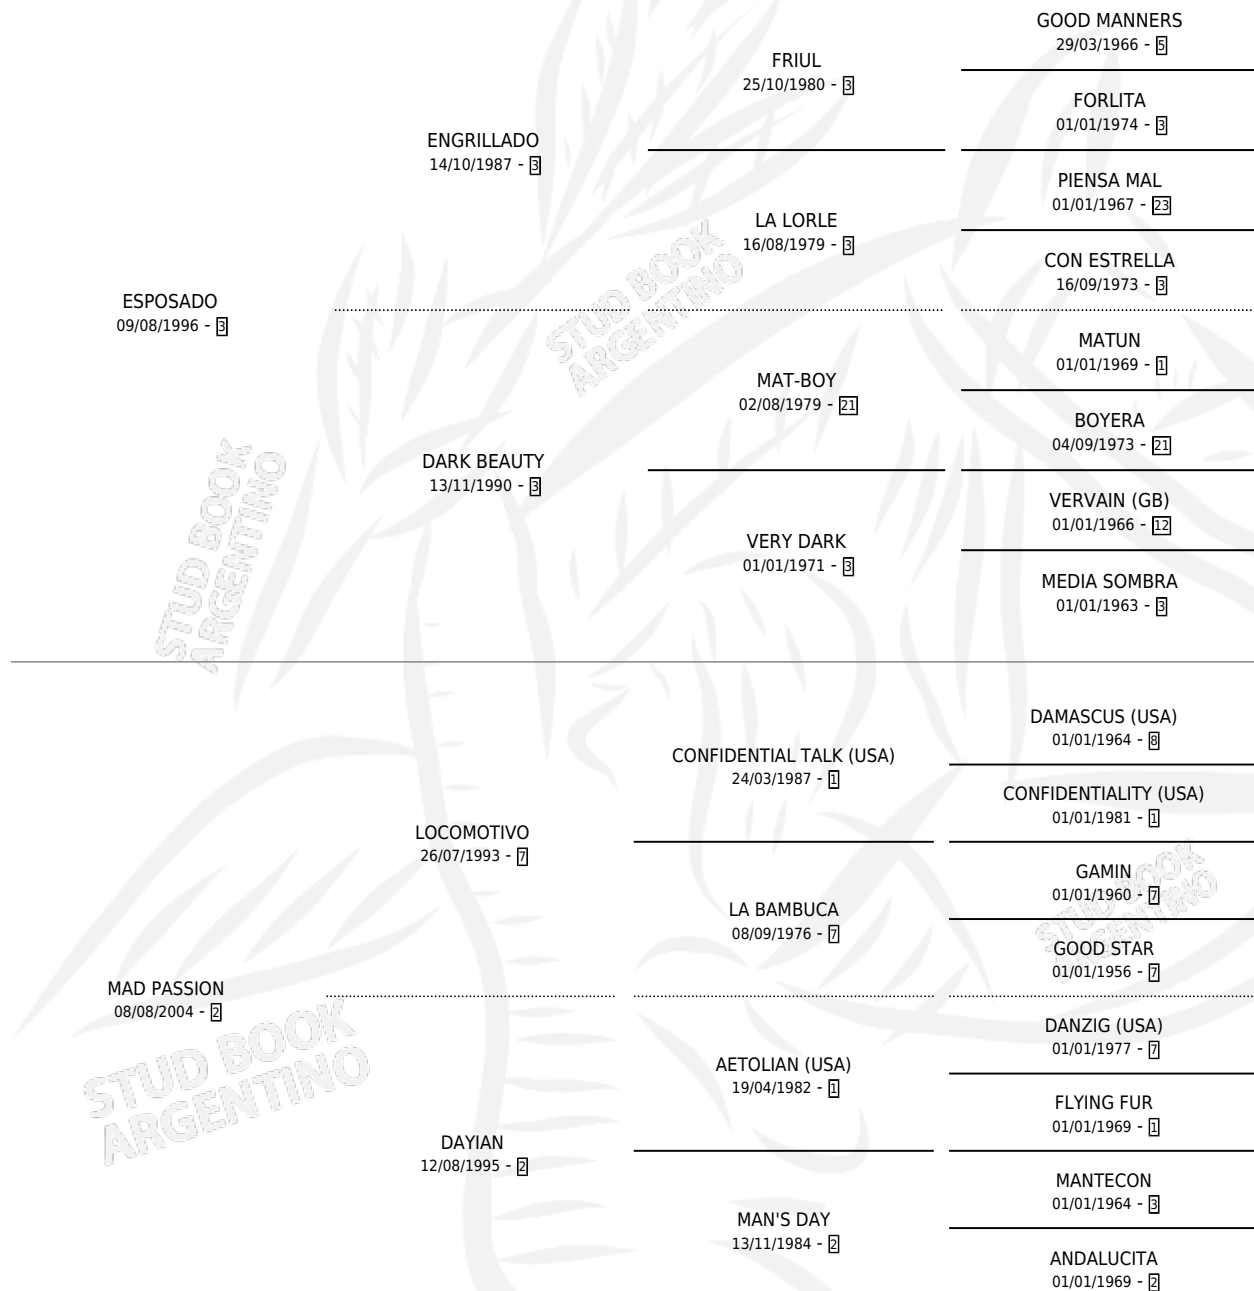 GOOD MANNERS
29/03/1966 - 5
FRIUL
25/10/1980 - 3
FORLITA
01/01/1974 - 3
ENGRILLADO
14/10/1987 - 3
PIENSA MAL
01/01/1967 - 23
LA LORLE
16/08/1979 - 3
CON ESTRELLA
16/09/1973 - 3
ESPOSADO
09/08/1996 - 3
MATUN
01/01/1969 - 1
MAT-BOY
02/08/1979 - 21
BOYERA
04/09/1973 - 21
DARK BEAUTY
13/11/1990 - 3
VERVAIN (GB)
01/01/1966 - 12
VERY DARK
01/01/1971 - 3
MEDIA SOMBRA
01/01/1963 - 3
DAMASCUS (USA)
01/01/1964 - 8
CONFIDENTIAL TALK (USA)
24/03/1987 - 1
CONFIDENTIALITY (USA)
01/01/1981 - 1
LOCOMOTIVO
26/07/1993 - 7
GAMIN
01/01/1960 - 7
LA BAMBUCA
08/09/1976 - 7
GOOD STAR
01/01/1956 - 7
MAD PASSION
08/08/2004 - 2
DANZIG (USA)
01/01/1977 - 7
AETOLIAN (USA)
19/04/1982 - 1
FLYING FUR
01/01/1969 - 1
DAYIAN
12/08/1995 - 2
MANTECON
01/01/1964 - 3
MAN'S DAY
13/11/1984 - 2
ANDALUCITA
01/01/1969 - 2
STUD BOOK
ARGENTINO
STUD BOOK
ARGENTINO
STUD BOOK
ARGENTINO
STUD BOOK
ARGENTINO